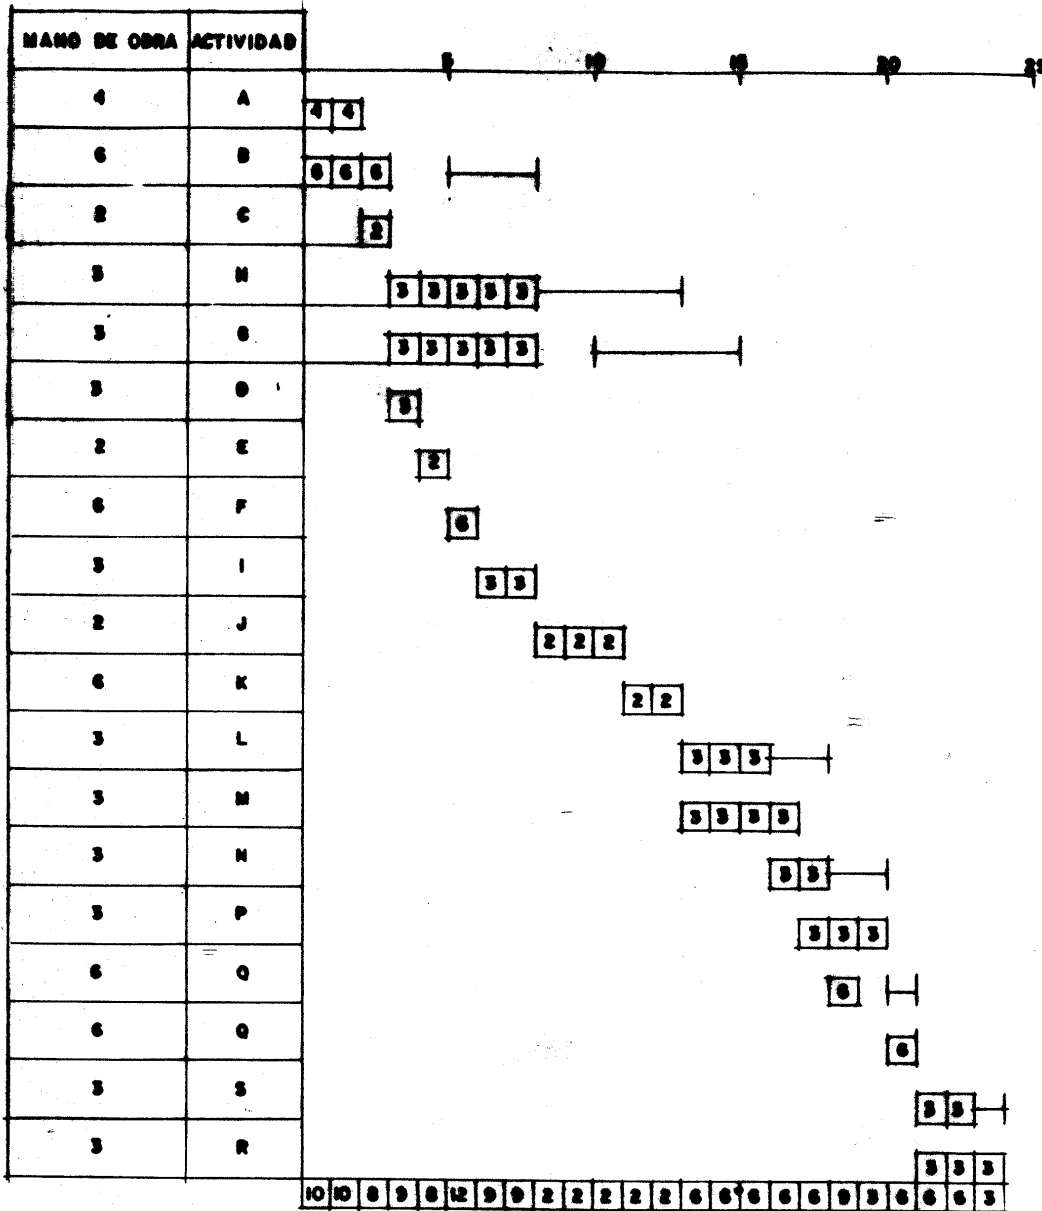 MANO DE OBRA ACTIVIDAD
5 10 15 20
4 A 4 4
6 B 6 6 6
2 C 2
3 H 3 3 3 3 3
3 G 3 3 3 3 3
3 D 3
2 E 2
6 F 6
3 I 3 3
2 J 2 2 2
6 K 2 2
3 L 3 3 3
3 M 3 3 3 3
3 N 3 3
3 P 3 3 3
6 Q 6
6 Q 6
3 S 3 3
3 R 3 3 3
10 10 8 9 8 12 9 9 2 2 2 2 2 6 6 6 6 6 9 3 6 6 6 3